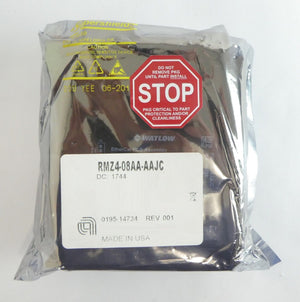 DO NOT REMOVE PKG
UNTIL PART INSTALL
STOP
PKG CRITICAL TO PART
PROTECTION AND/OR
CLEANLINESS
WATLOW
RMZ4-08AA-AAJC
DC: 1744
0195-14734 REV 001
MADE IN USA